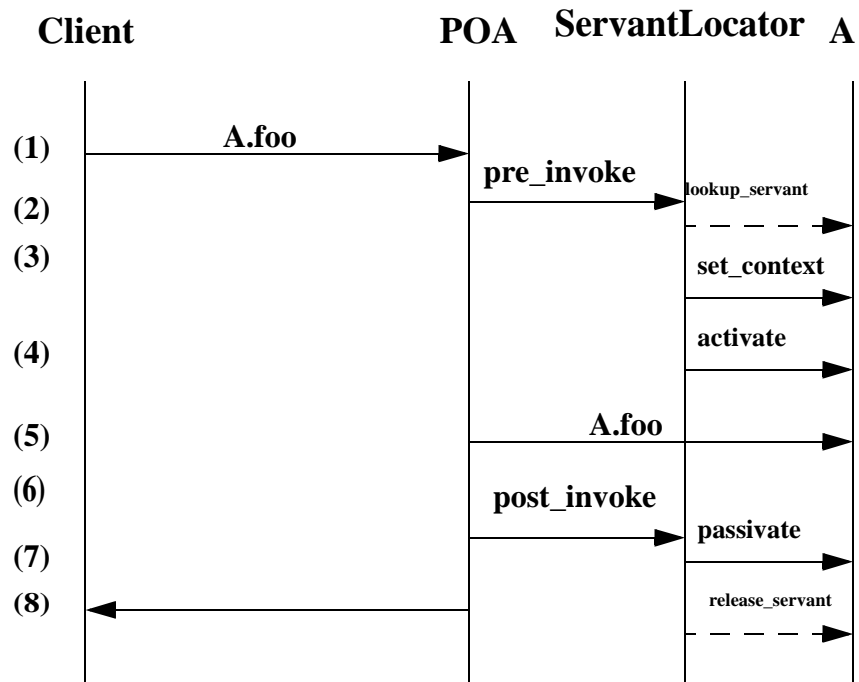 Client POA ServantLocator A
(1) A.foo
pre_invoke
lookup_servant
(2)
(3) set_context
activate
(4)
(5) A.foo
(6) post_invoke
passivate
(7)
(8) release_servant